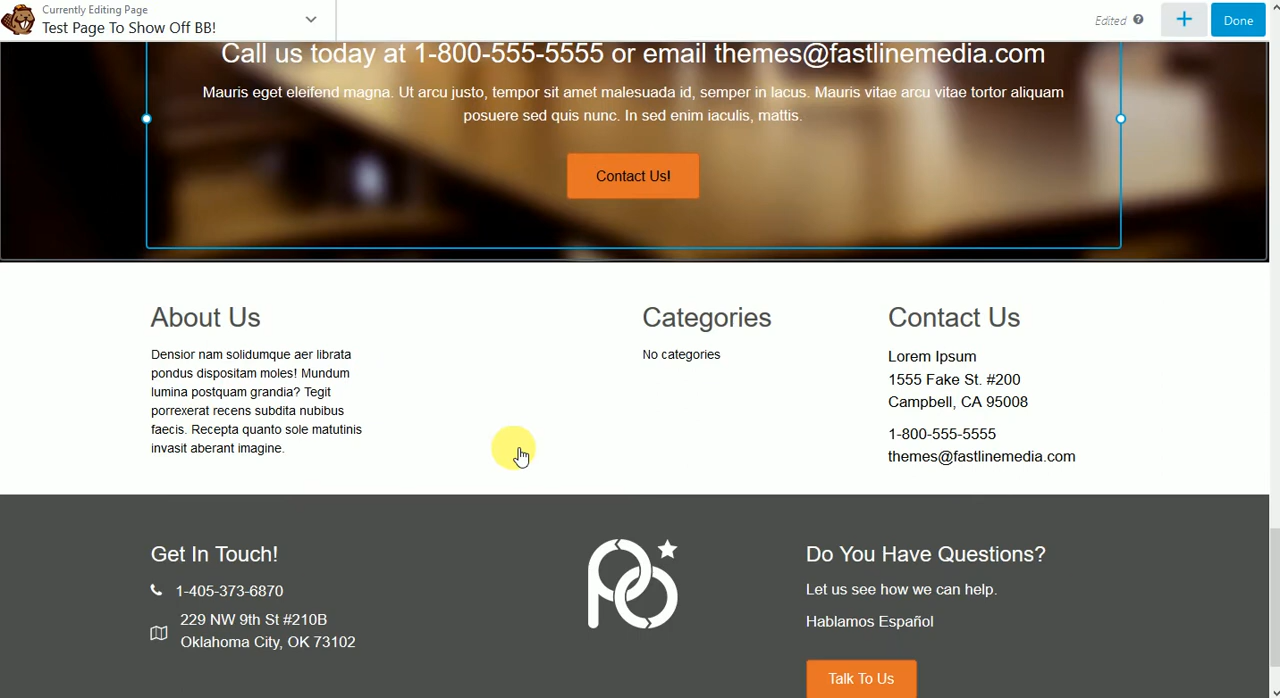 Currently Editing Page
Test Page To Show Off BB!
Edited
Done
Call us today at 1-800-555-5555 or email themes@fastlinemedia.com
Mauris eget eleifend magna. Ut arcu justo, tempor sit amet malesuada id, semper in lacus. Mauris vitae arcu vitae tortor aliquam
posuere sed quis nunc. In sed enim iaculis, mattis.
Contact Us!
About Us
Densior nam solidumque aer librata
pondus dispositam moles! Mundum
lumina postquam grandia? Tegit
porrexerat recens subdita nubibus
faecis. Recepta quanto sole matutinis
invasit aberant imagine.
Categories
No categories
Contact Us
Lorem Ipsum
1555 Fake St. #200
Campbell, CA 95008
1-800-555-5555
themes@fastlinemedia.com
Get In Touch!
1-405-373-6870
229 NW 9th St #210B
Oklahoma City, OK 73102
Do You Have Questions?
Let us see how we can help.
Hablamos Español
Talk To Us